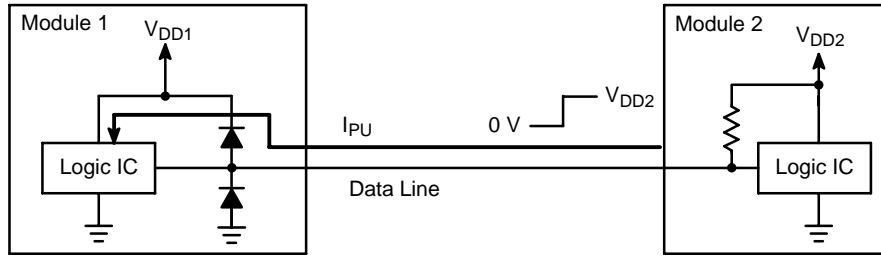 Module 1
V_DD1
Logic IC
I_PU
Data Line
0 V
V_DD2
Module 2
V_DD2
Logic IC